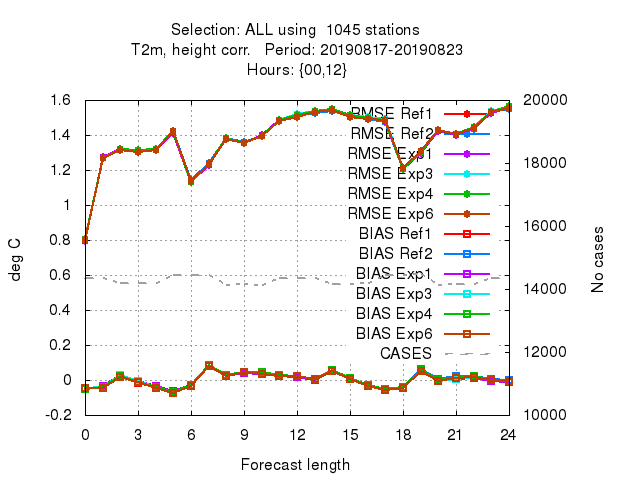 Selection: ALL using  1045 stations
T2m, height corr.   Period: 20190817-20190823
Hours: {00,12}
1.6
1.4
1.2
1
0.8
0.6
0.4
0.2
0
-0.2
deg C
RMSE Ref1
RMSE Ref2
RMSE Exp1
RMSE Exp3
RMSE Exp4
RMSE Exp6
BIAS Ref1
BIAS Ref2
BIAS Exp1
BIAS Exp3
BIAS Exp4
BIAS Exp6
CASES
20000
18000
16000
14000
12000
10000
No cases
0 3 6 9 12 15 18 21 24
Forecast length